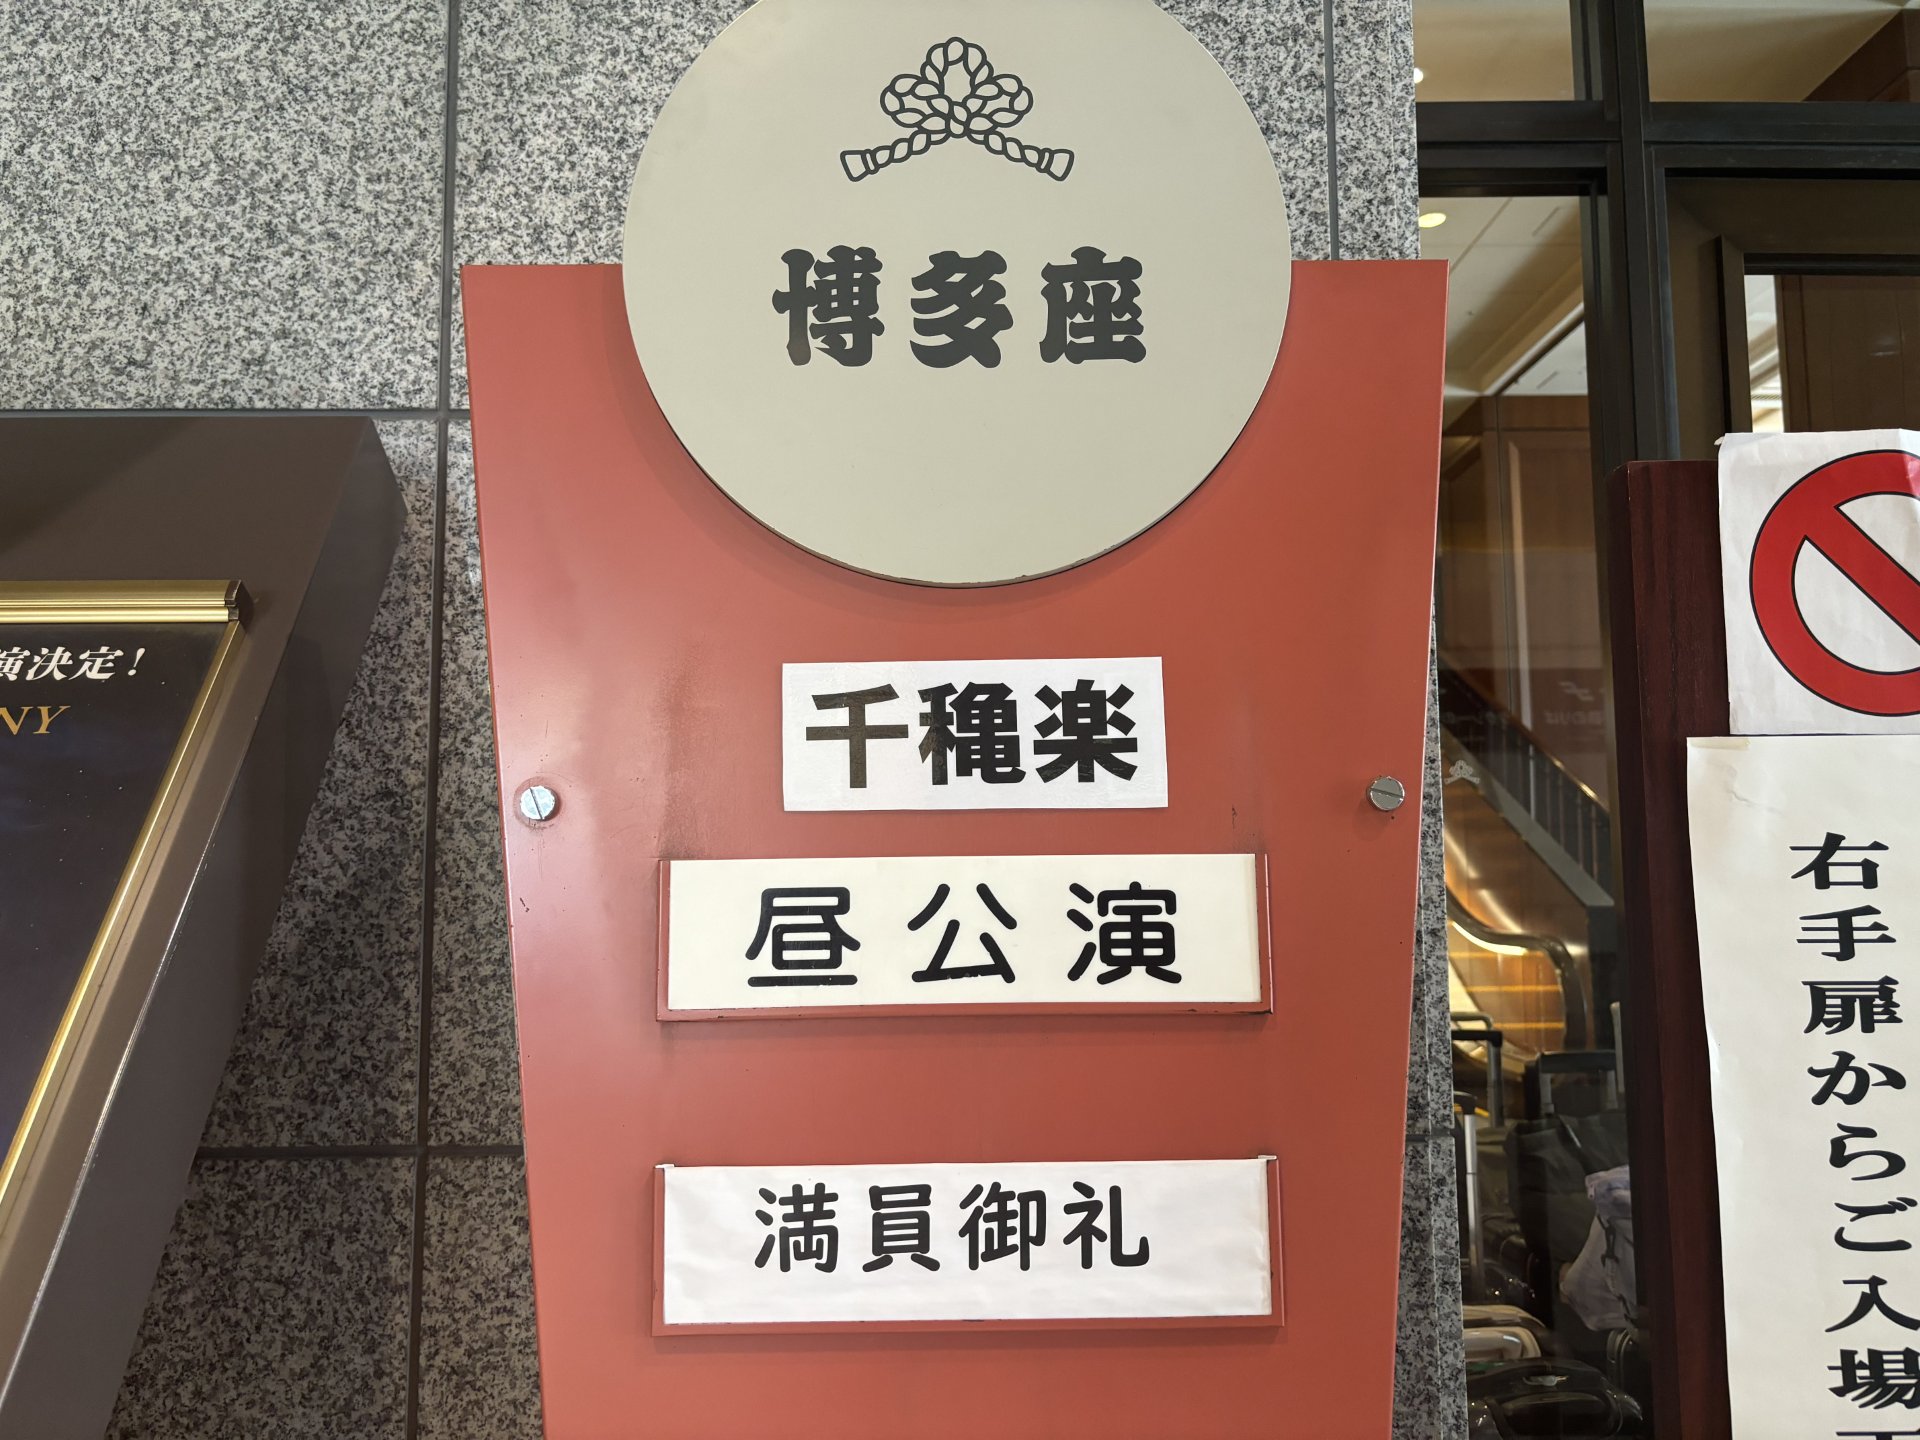 博多座
千穐楽
昼公演
満員御礼
演決定!
NY
右手扉からご入場